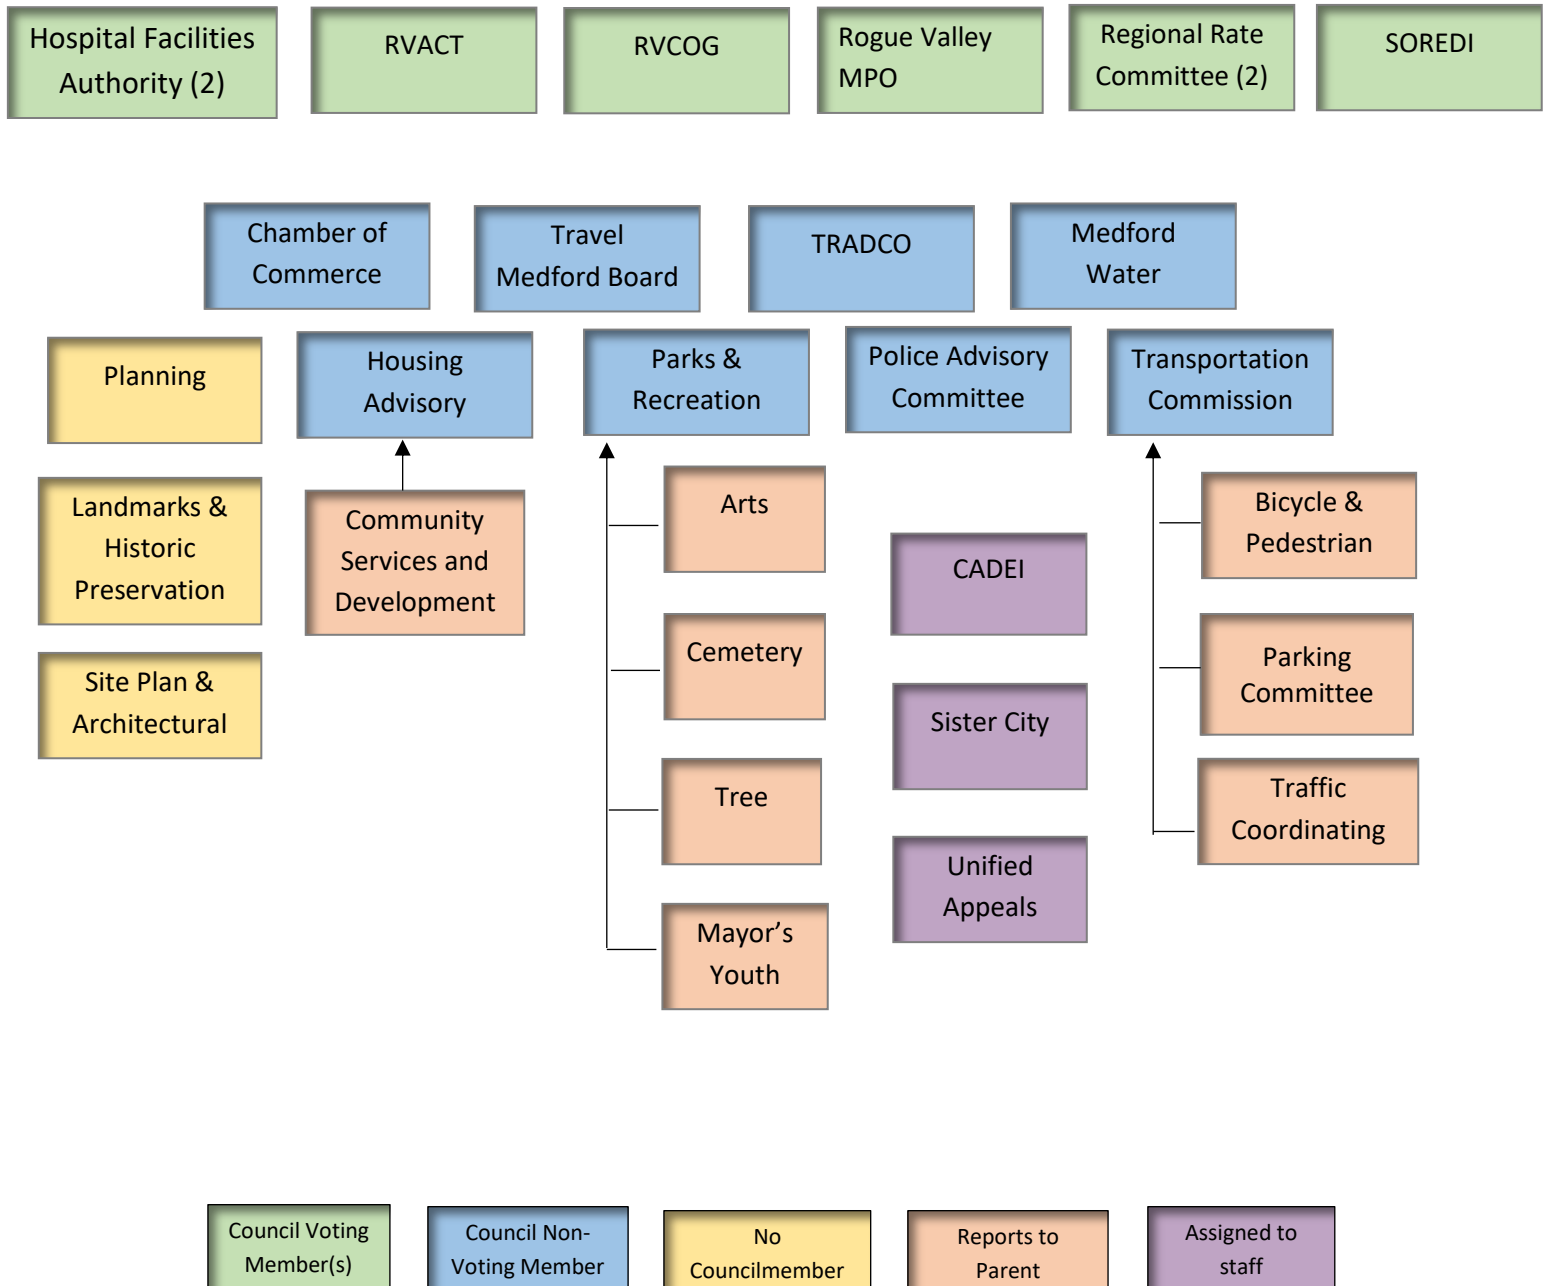 Hospital Facilities
Authority (2)
RVACT
RVCOG
Rogue Valley
MPO
Regional Rate
Committee (2)
SOREDI
Chamber of
Commerce
Travel
Medford Board
TRADCO
Medford
Water
Planning
Housing
Advisory
Parks &
Recreation
Police Advisory
Committee
Transportation
Commission
Landmarks &
Historic
Preservation
Community
Services and
Development
Arts
CADEI
Bicycle &
Pedestrian
Site Plan &
Architectural
Cemetery
Sister City
Parking
Committee
Tree
Traffic
Coordinating
Unified
Appeals
Mayor’s
Youth
Council Voting
Member(s)
Council Non-
Voting Member
No
Councilmember
Reports to
Parent
Assigned to
staff